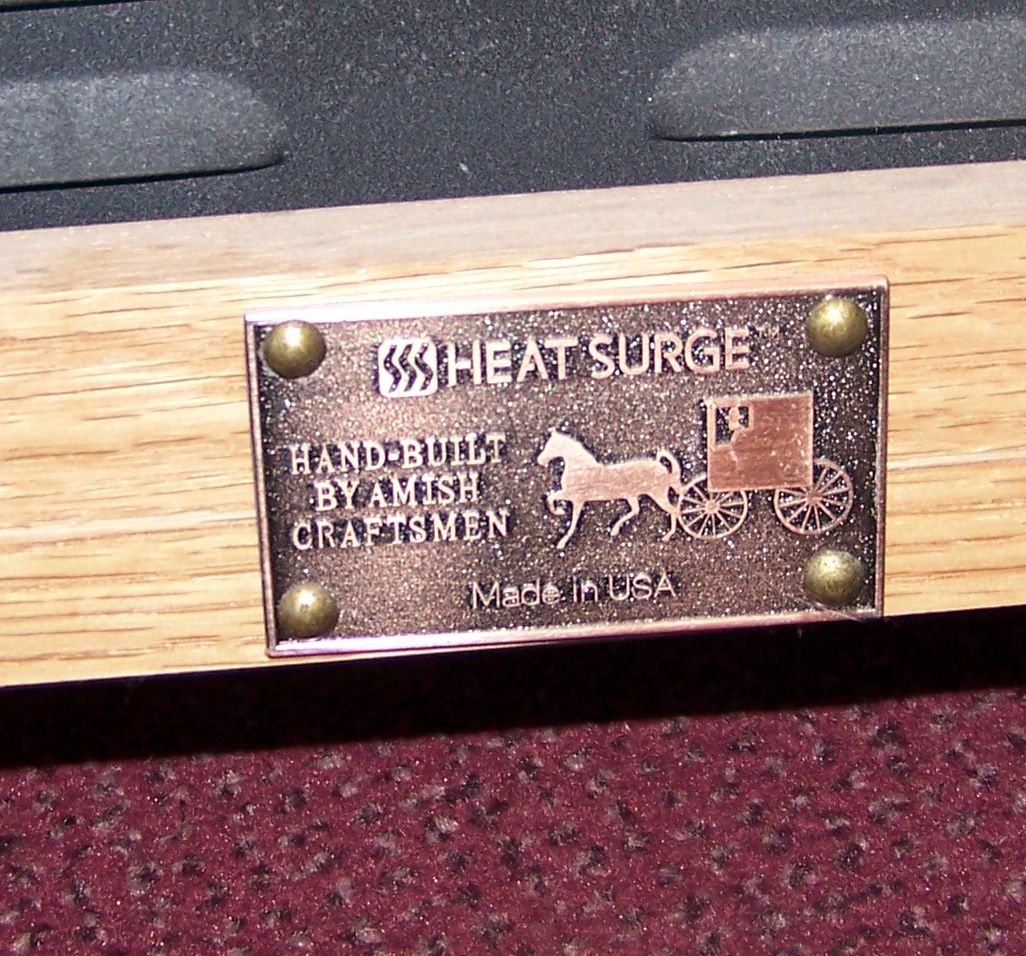 HEAT SURGE™
HAND-BUILT
BY AMISH
CRAFTSMEN
Made in USA